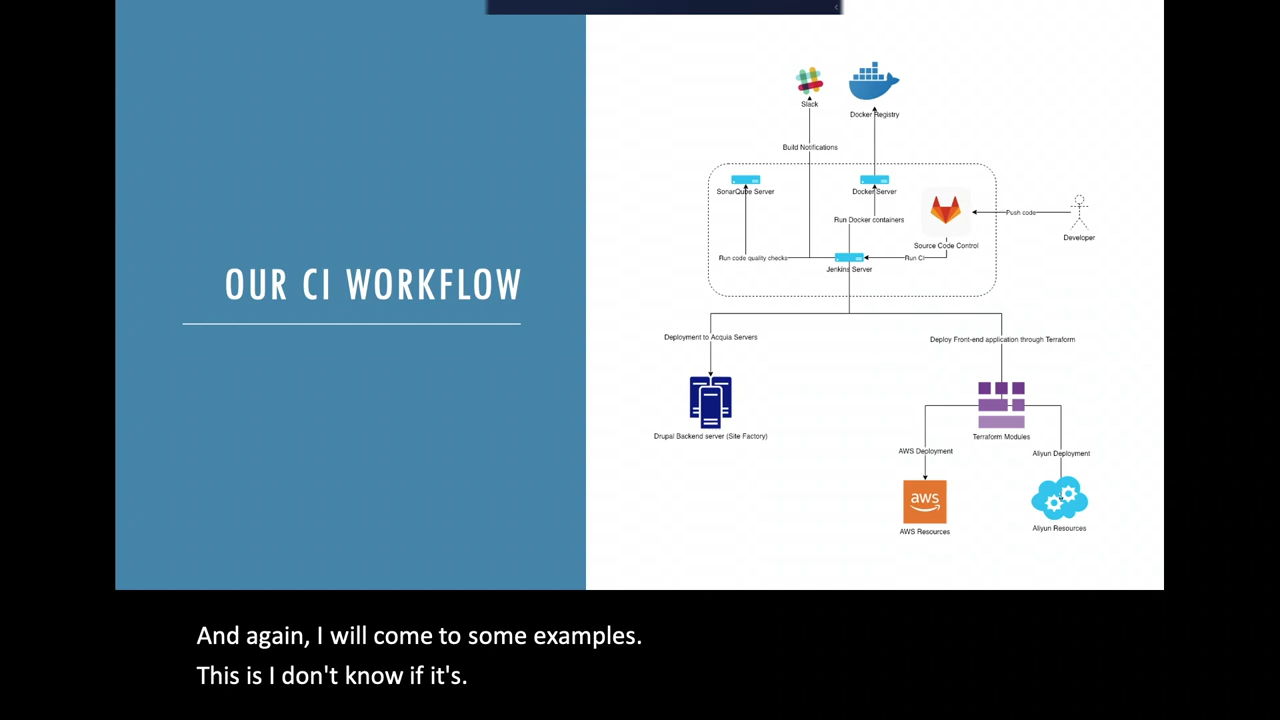 OUR CI WORKFLOW
Slack
Docker Registry
Build Notifications
SonarQube Server
Docker Server
Run Docker containers
Source Code Control
Push code
Developer
Run code quality checks
Run CI
Jenkins Server
Deployment to Acquia Servers
Deploy Front-end application through Terraform
Drupal Backend server (Site Factory)
Terraform Modules
AWS Deployment
Aliyun Deployment
aws
AWS Resources
Aliyun Resources
And again, I will come to some examples.
This is I don't know if it's.